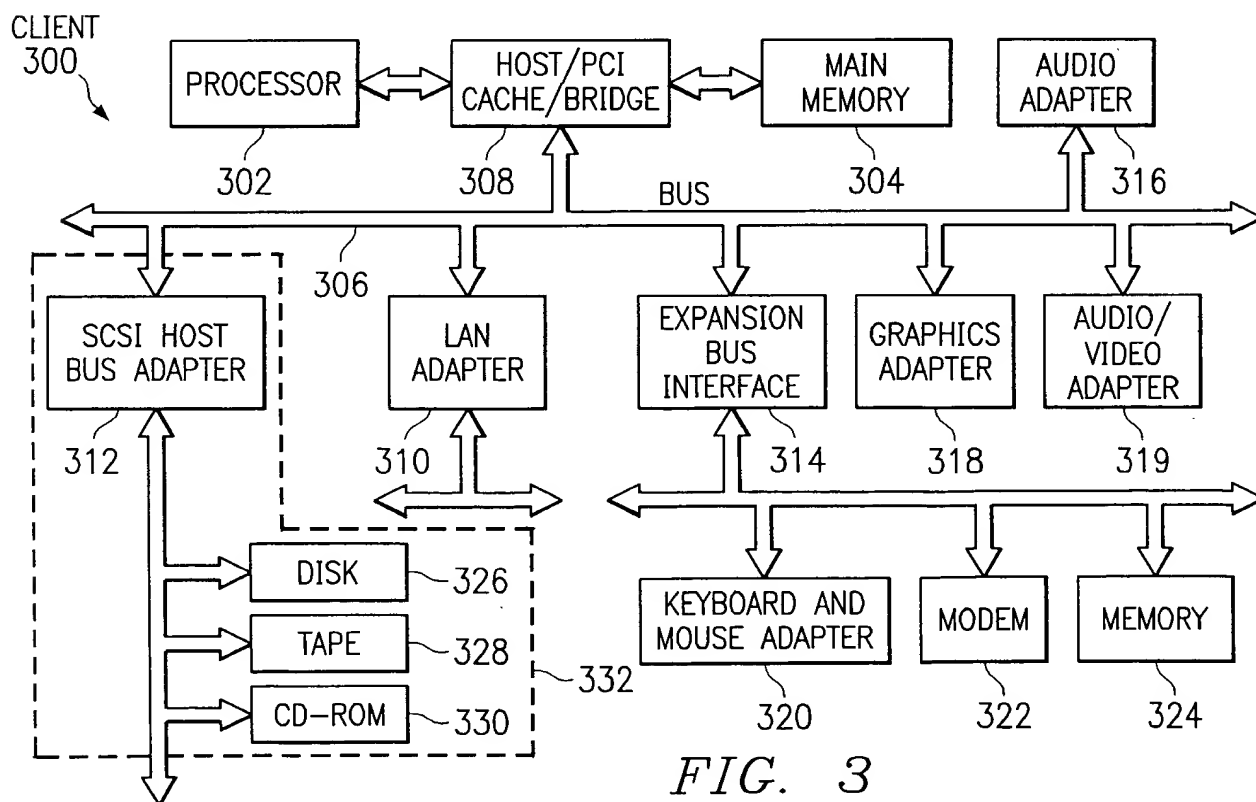 CLIENT
300
PROCESSOR
302
HOST/PCI
CACHE/BRIDGE
308
MAIN
MEMORY
304
AUDIO
ADAPTER
316
BUS
306
SCSI HOST
BUS ADAPTER
312
LAN
ADAPTER
310
EXPANSION
BUS
INTERFACE
314
GRAPHICS
ADAPTER
318
AUDIO/
VIDEO
ADAPTER
319
DISK
326
TAPE
328
CD-ROM
330
332
KEYBOARD AND
MOUSE ADAPTER
320
MODEM
322
MEMORY
324
FIG. 3